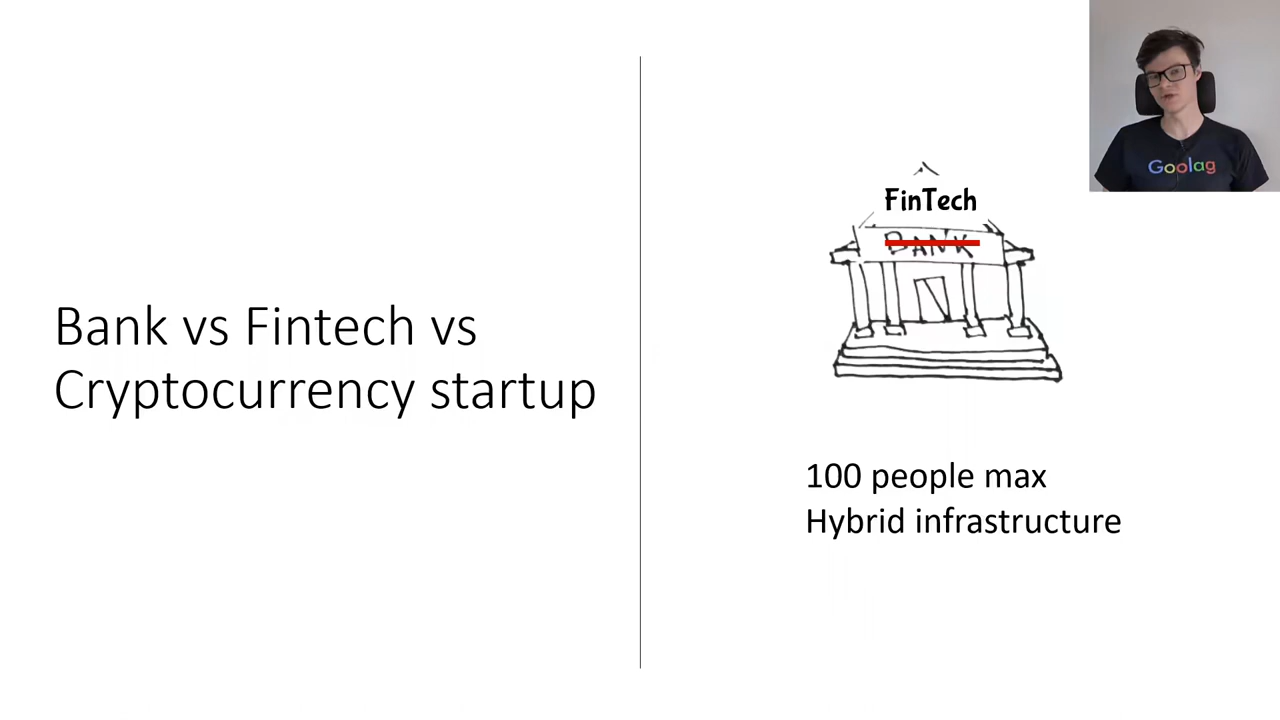 Bank vs Fintech vs
Cryptocurrency startup
FinTech
BANK
100 people max
Hybrid infrastructure
Goolag